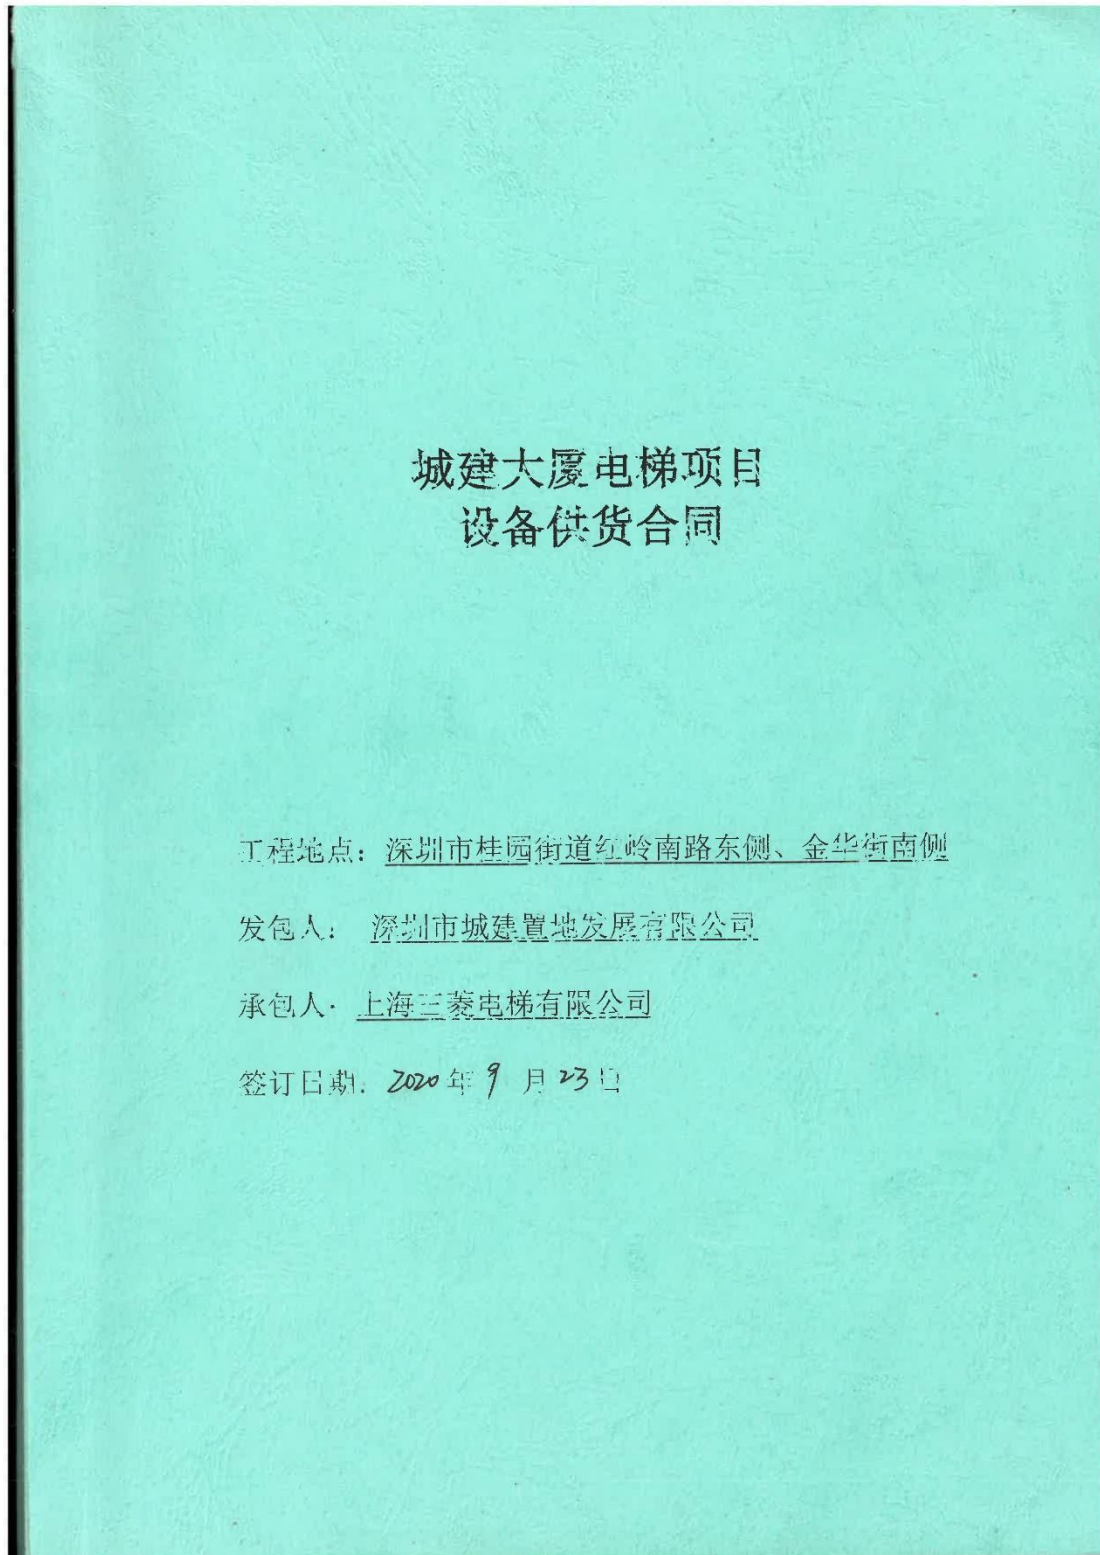 城建大厦电梯项目
设备供货合同
工程地点：深圳市桂园街道红岭南路东侧、金华街南侧
发包人：深圳市城建置地发展有限公司
承包人：上海三菱电梯有限公司
签订日期：2020年9月23日